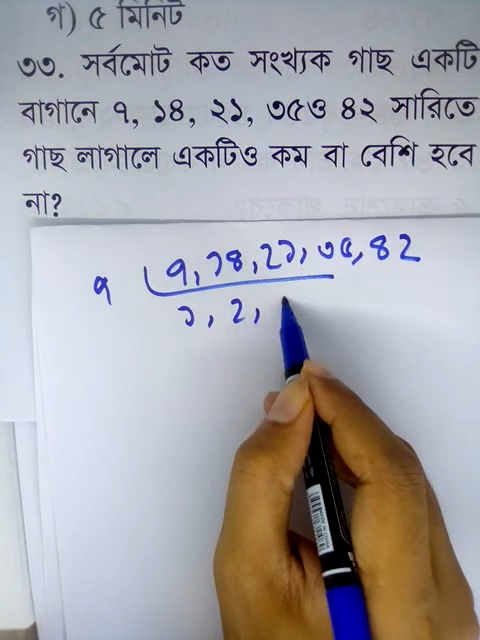 গ) ৫ মিনিট
৩৩. সর্বমোট কত সংখ্যক গাছ একটি
বাগানে ৭, ১৪, ২১, ৩৫ও ৪২ সারিতে
গাছ লাগালে একটিও কম বা বেশি হবে
না?
৭ ৭, ১৪, ২১, ৩৫, ৪২
১, ২,